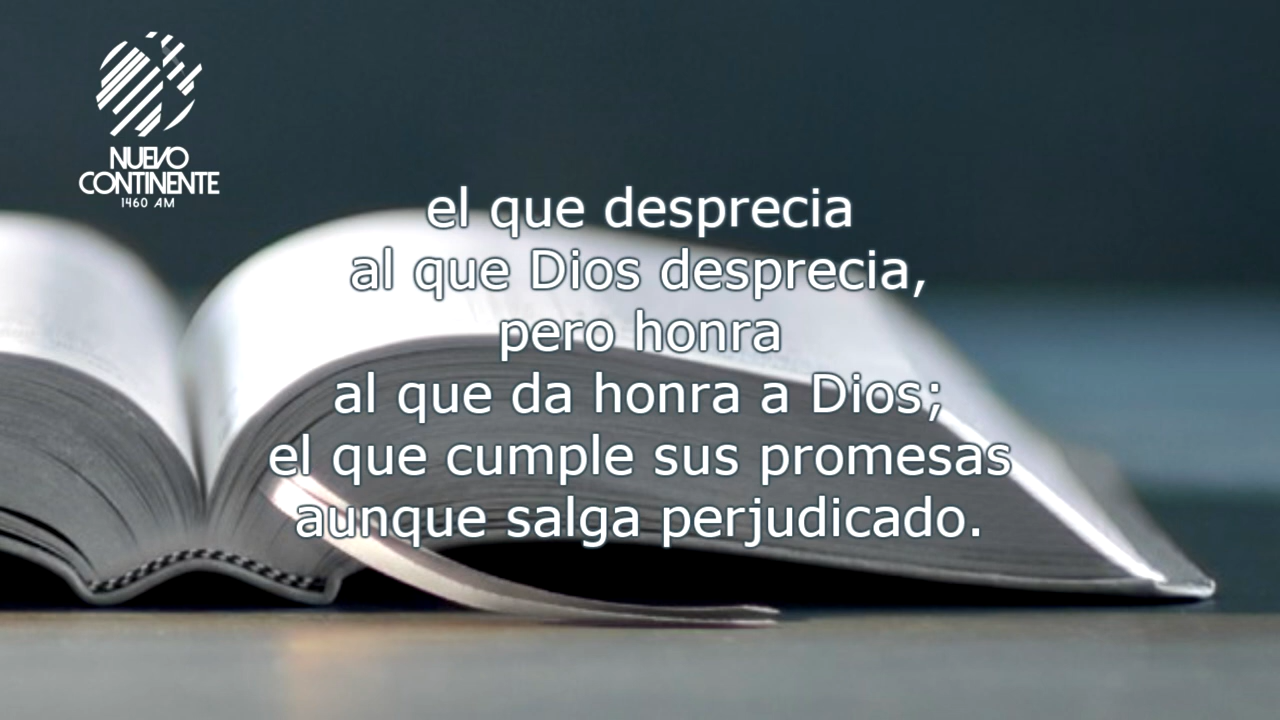 NUEVO
CONTINENTE
1460 AM
el que desprecia
al que Dios desprecia,
pero honra
al que da honra a Dios;
el que cumple sus promesas
aunque salga perjudicado.